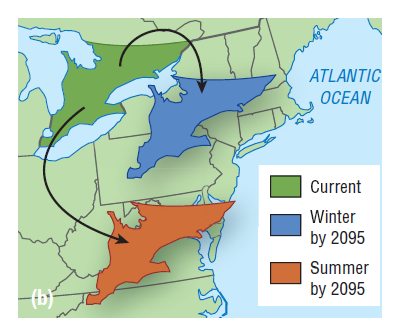 ATLANTIC
OCEAN
Current
Winter
by 2095
Summer
by 2095
(b)